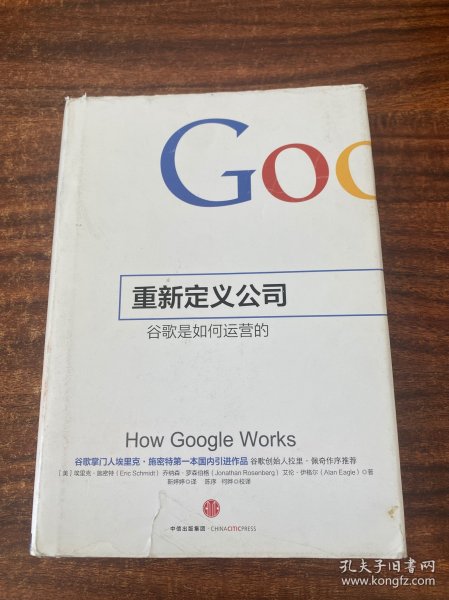 Goo
重新定义公司
谷歌是如何运营的
How Google Works
谷歌掌门人埃里克·施密特第一本国内引进作品 谷歌创始人拉里·佩奇作序推荐
[美]埃里克·施密特(Eric Schmidt) 乔纳森·罗森伯格(Jonathan Rosenberg) 艾伦·伊格尔(Alan Eagle)◎著
靳婷婷◎译 陈序 何晔◎校译
中信出版集团·CHINACITICPRESS
孔夫子旧书网
www.kongfz.com